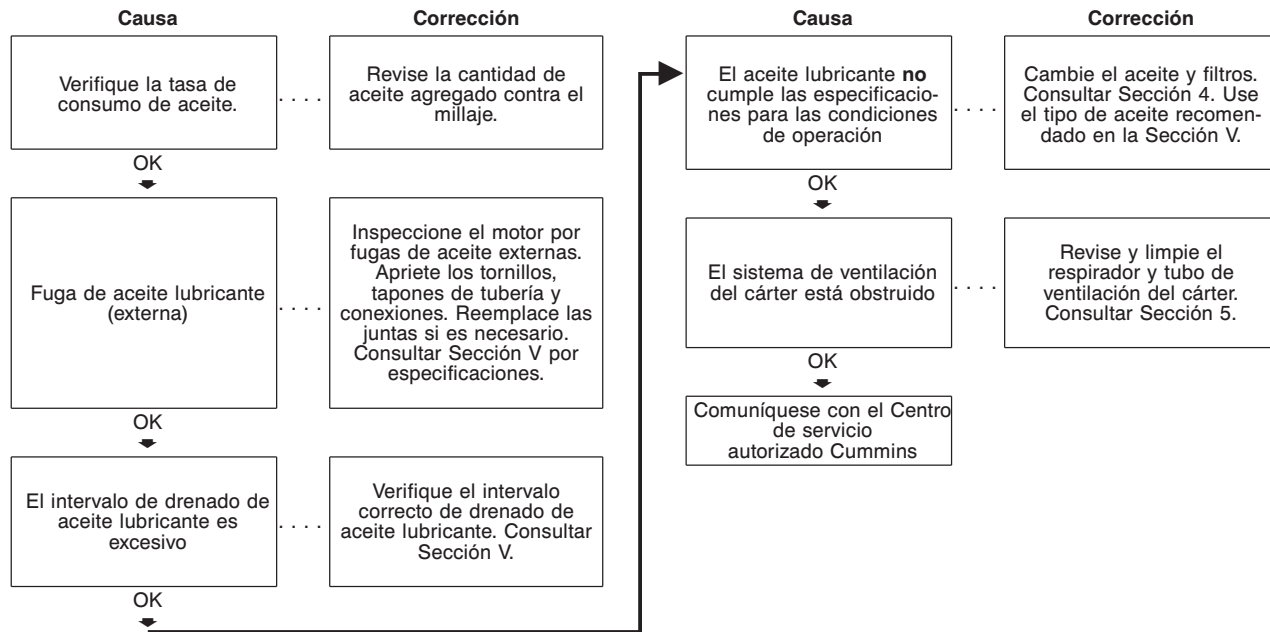 Causa
Corrección
Verifique la tasa de
consumo de aceite.
. . . .
Revise la cantidad de
aceite agregado contra el
millaje.
OK
Fuga de aceite lubricante
(externa)
. . . .
Inspeccione el motor por
fugas de aceite externas.
Apriete los tornillos,
tapones de tubería y
conexiones. Reemplace las
juntas si es necesario.
Consultar Sección V por
especificaciones.
OK
El intervalo de drenado de
aceite lubricante es
excesivo
. . . .
Verifique el intervalo
correcto de drenado de
aceite lubricante. Consultar
Sección V.
OK
Causa
Corrección
El aceite lubricante no
cumple las especificacio-
nes para las condiciones
de operación
. . . .
Cambie el aceite y filtros.
Consultar Sección 4. Use
el tipo de aceite recomen-
dado en la Sección V.
OK
El sistema de ventilación
del cárter está obstruido
. . . .
Revise y limpie el
respirador y tubo de
ventilación del cárter.
Consultar Sección 5.
OK
Comuníquese con el Centro
de servicio
autorizado Cummins